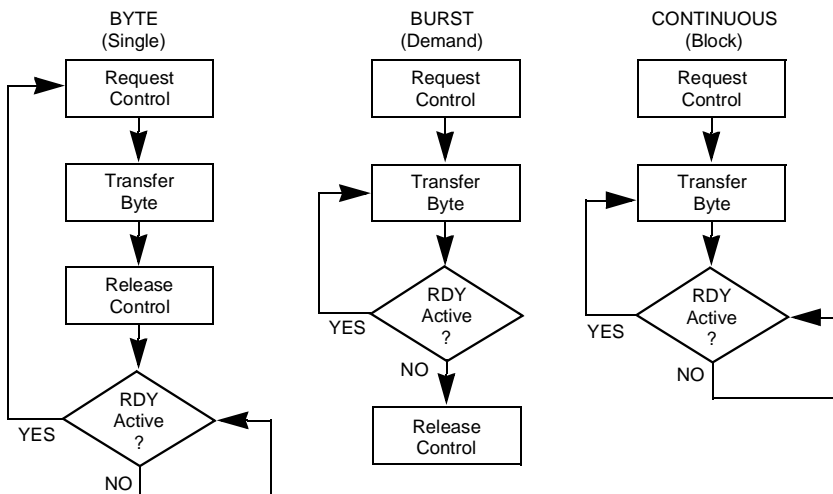 BYTE
(Single)
Request
Control
Transfer
Byte
Release
Control
RDY
Active
?
YES
NO
BURST
(Demand)
Request
Control
Transfer
Byte
RDY
Active
?
YES
NO
Release
Control
CONTINUOUS
(Block)
Request
Control
Transfer
Byte
RDY
Active
?
YES
NO